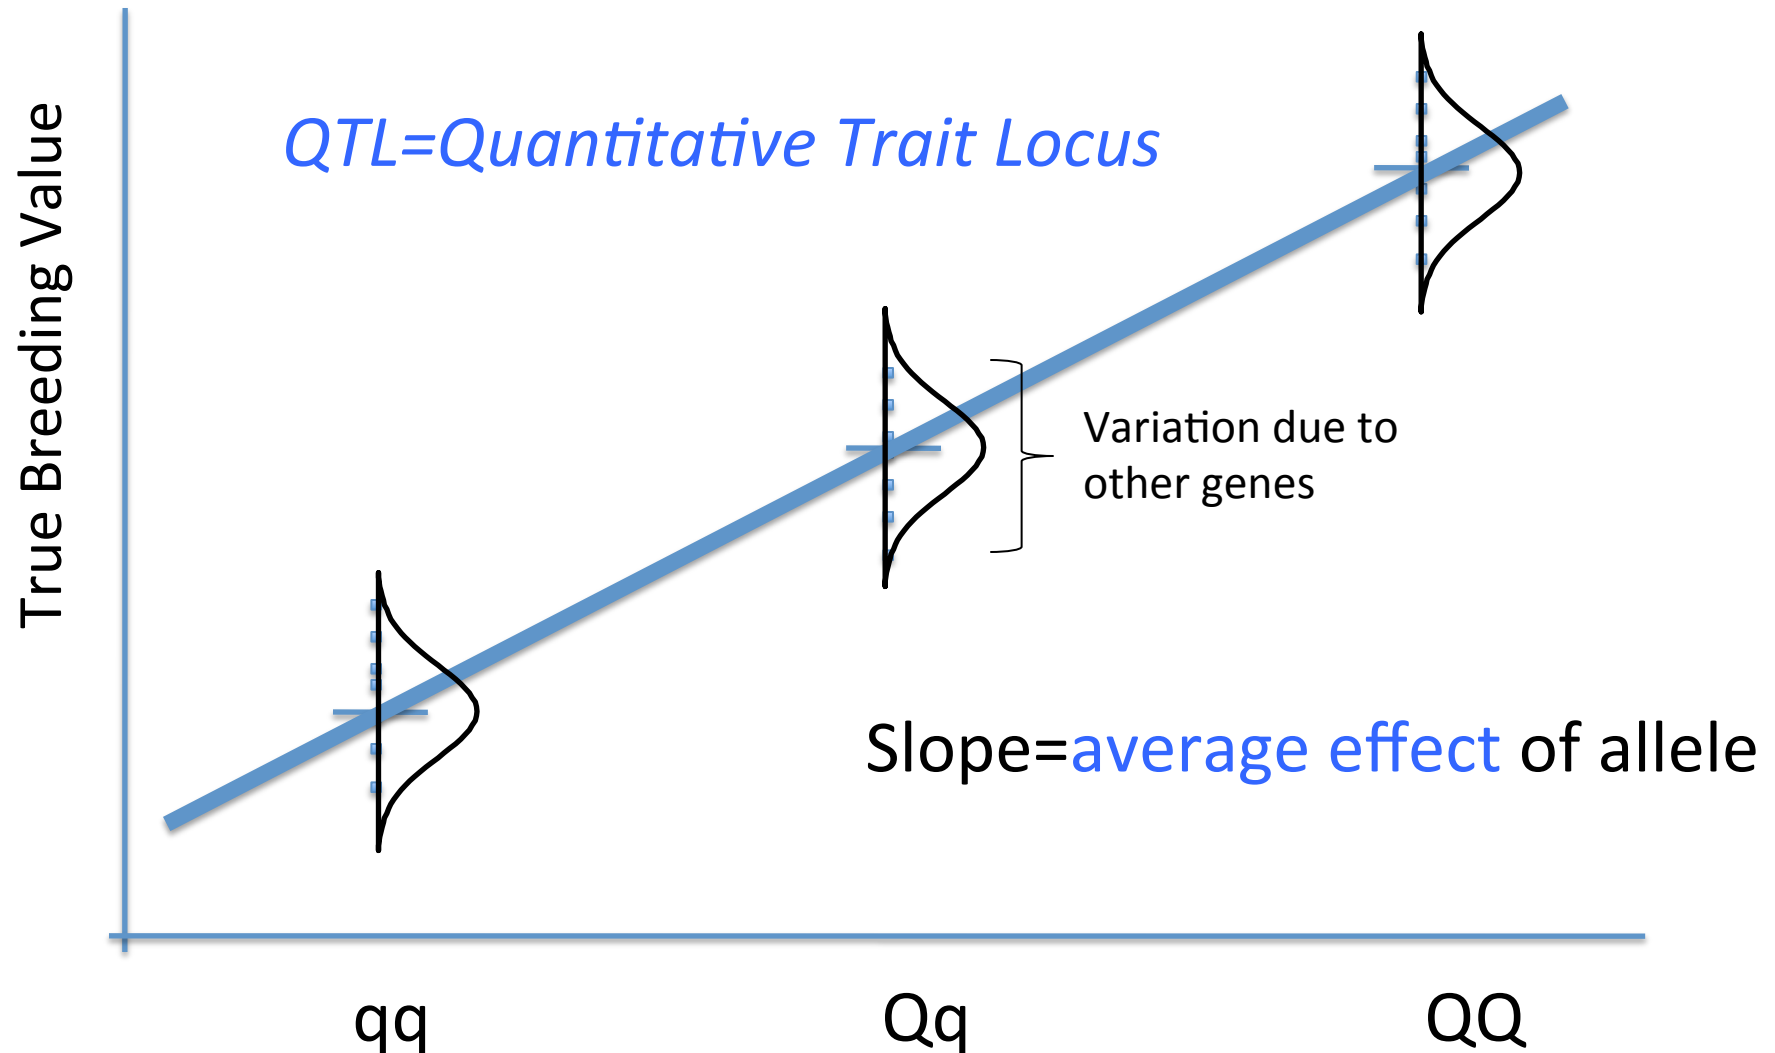 True Breeding Value
QTL=Quantitative Trait Locus
Variation due to
other genes
Slope=average effect of allele
qq
Qq
QQ